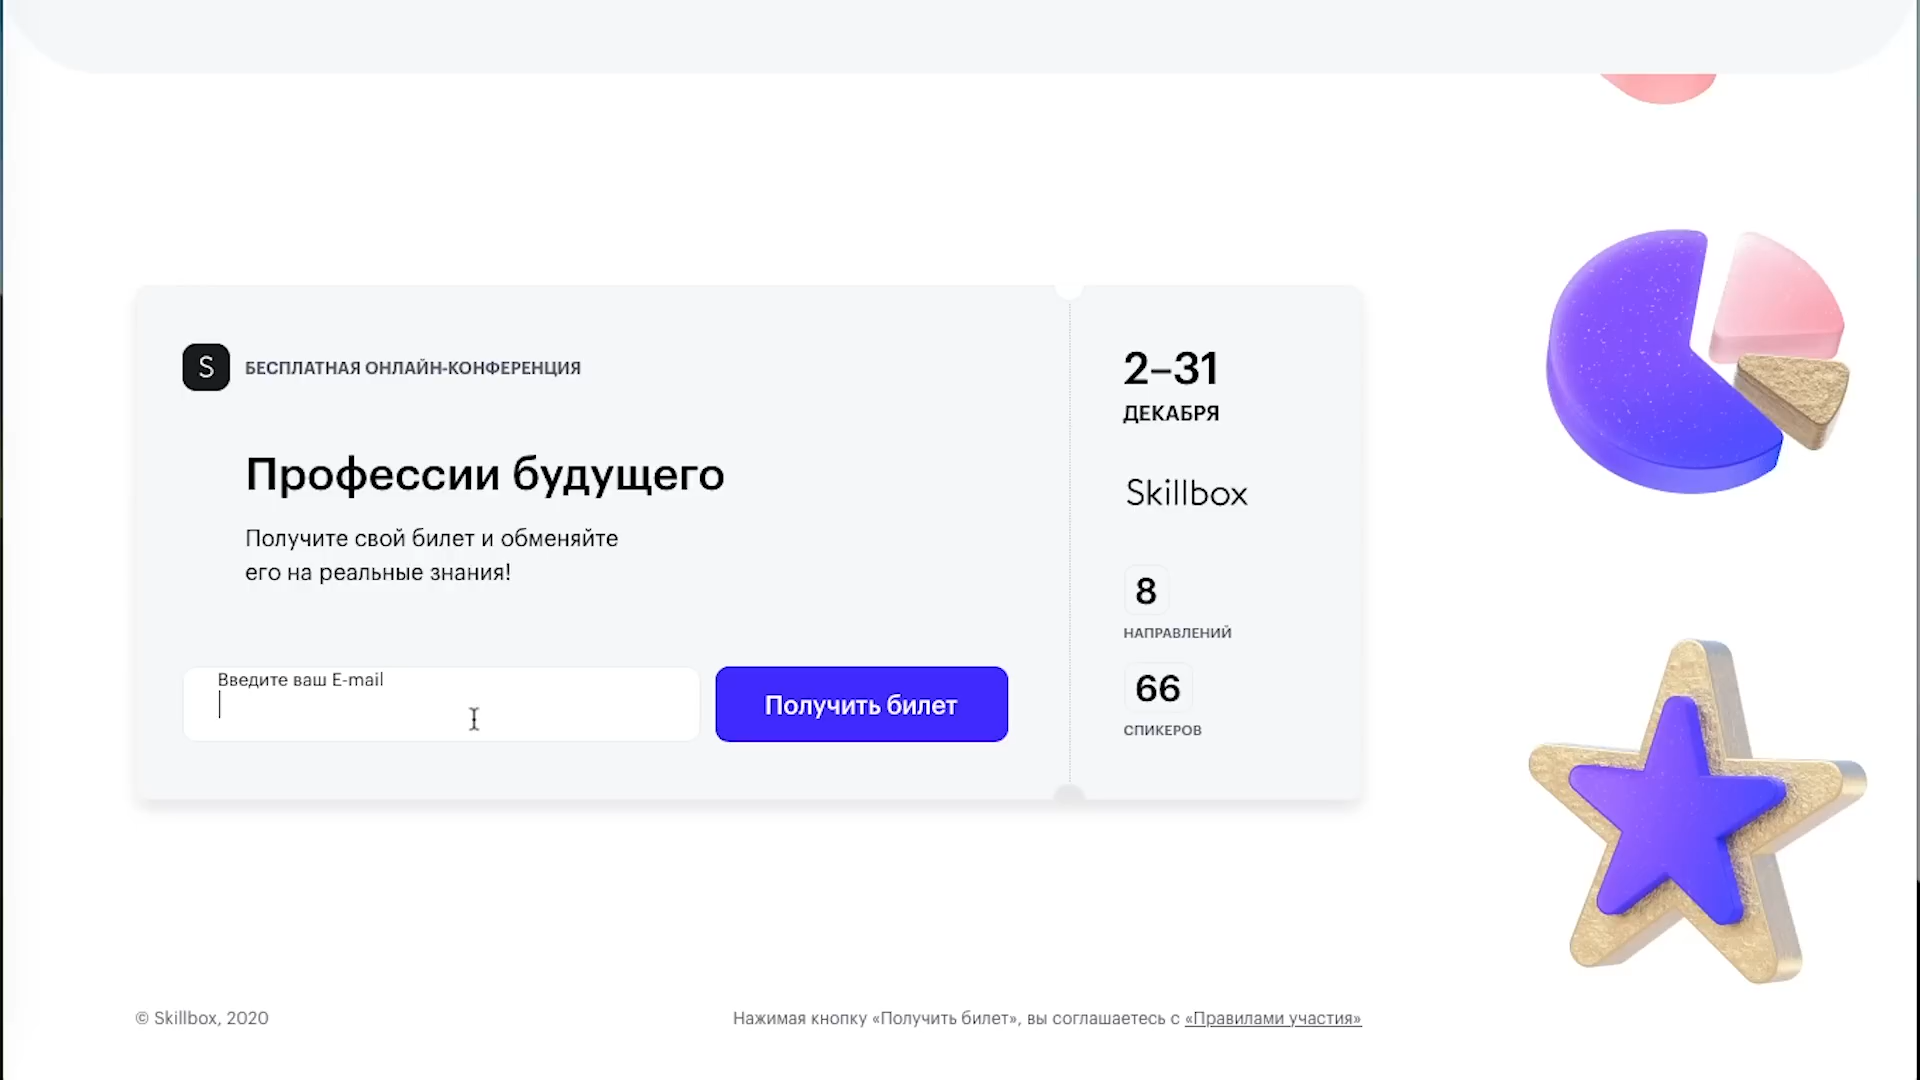 S
БЕСПЛАТНАЯ ОНЛАЙН-КОНФЕРЕНЦИЯ
Профессии будущего
Получите свой билет и обменяйте
его на реальные знания!
Введите ваш E-mail
Получить билет
2–31
ДЕКАБРЯ
Skillbox
8
НАПРАВЛЕНИЙ
66
СПИКЕРОВ
© Skillbox, 2020
Нажимая кнопку «Получить билет», вы соглашаетесь с «Правилами участия»